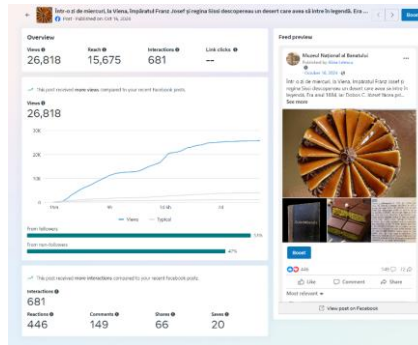 Într-o zi de miercuri, la Viena, împăratul Franz Josef și regina Sissi descopereau un desert care avea să intre în legendă. Era ...
Post · Published on Oct 16, 2024
Boost
Overview
Views
26,818
Reach
15,675
Interactions
681
Link clicks
--
This post received more views compared to your recent Facebook posts.
Views
26,818
30K
20K
10K
0
Views
Typical
From followers
53%
From non-followers
47%
This post received more interactions compared to your recent Facebook posts.
Interactions
681
Reactions
446
Comments
149
Shares
66
Saves
20
Feed preview
Muzeul Național al Banatului
Published by
October 16, 2024
Într-o zi de miercuri, la Viena, împăratul Franz
Josef și regina Sissi descopereau un desert care avea să intre în
legendă. Era anul 1884, iar Dobos C. József
See more
Boost
446
149
Like
Comment
Share
Most relevant
View post on Facebook